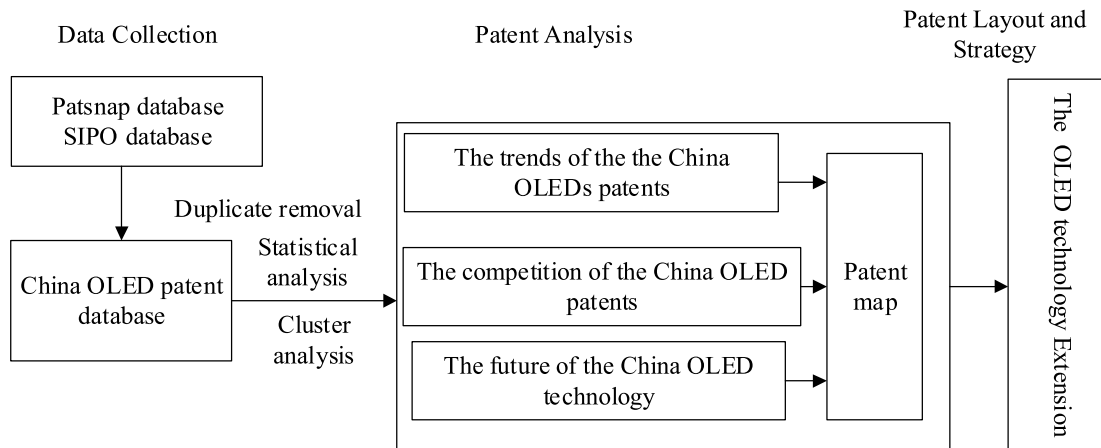 Data Collection
Patent Analysis
Patent Layout and
Strategy
Patsnap database
SIPO database
Duplicate removal
China OLED patent
database
Statistical
analysis
Cluster
analysis
The trends of the the China
OLEDs patents
The competition of the China OLED
patents
The future of the China OLED
technology
Patent
map
The OLED technology Extension